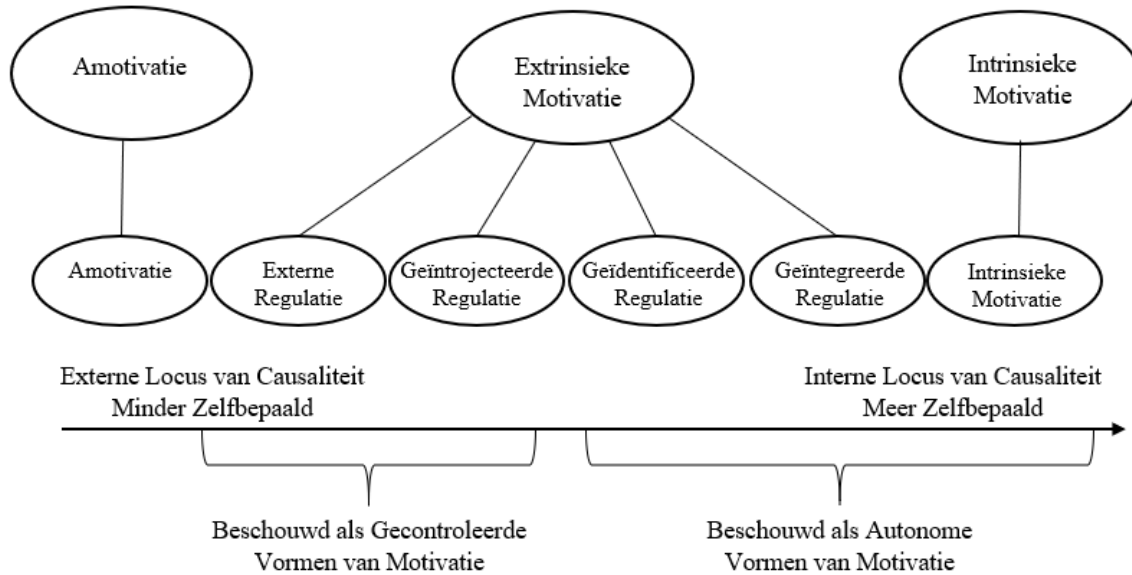 Amotivatie
Extrinsieke
Motivatie
Intrinsieke
Motivatie
Amotivatie
Externe
Regulatie
Geïntrojecteerde
Regulatie
Geïdentificeerde
Regulatie
Geïntegreerde
Regulatie
Intrinsieke
Motivatie
Externe Locus van Causaliteit
Minder Zelfbepaald
Interne Locus van Causaliteit
Meer Zelfbepaald
Beschouwd als Gecontroleerde
Vormen van Motivatie
Beschouwd als Autonome
Vormen van Motivatie